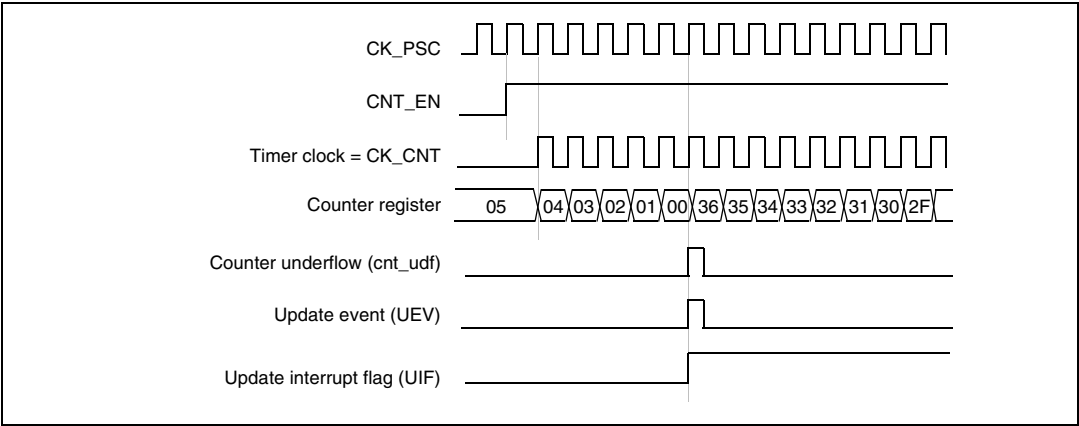 CK_PSC
CNT_EN
Timer clock = CK_CNT
Counter register 05 04 03 02 01 00 36 35 34 33 32 31 30 2F
Counter underflow (cnt_udf)
Update event (UEV)
Update interrupt flag (UIF)